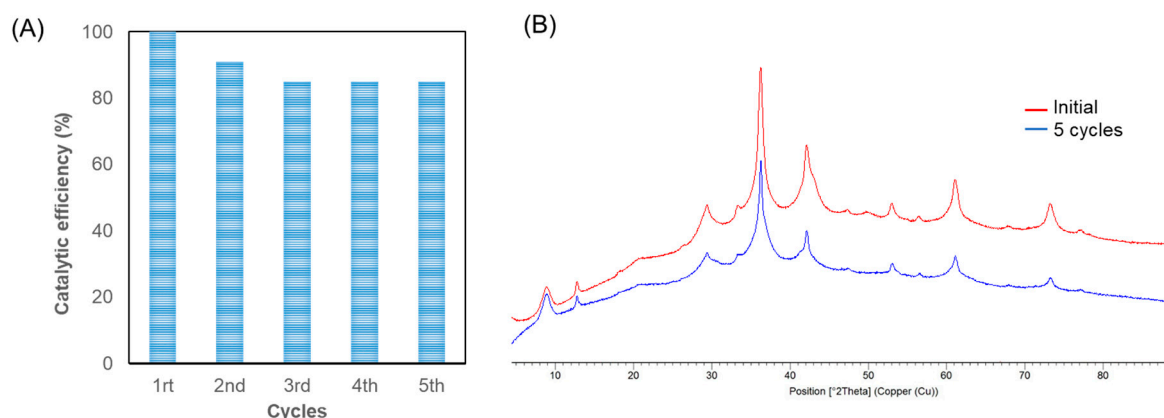 (A)
Catalytic efficiency (%)
100
80
60
40
20
0
1rt 2nd 3rd 4th 5th
Cycles
(B)
Initial
5 cycles
10 20 30 40 50 60 70 80
Position [°2Theta] (Copper (Cu))